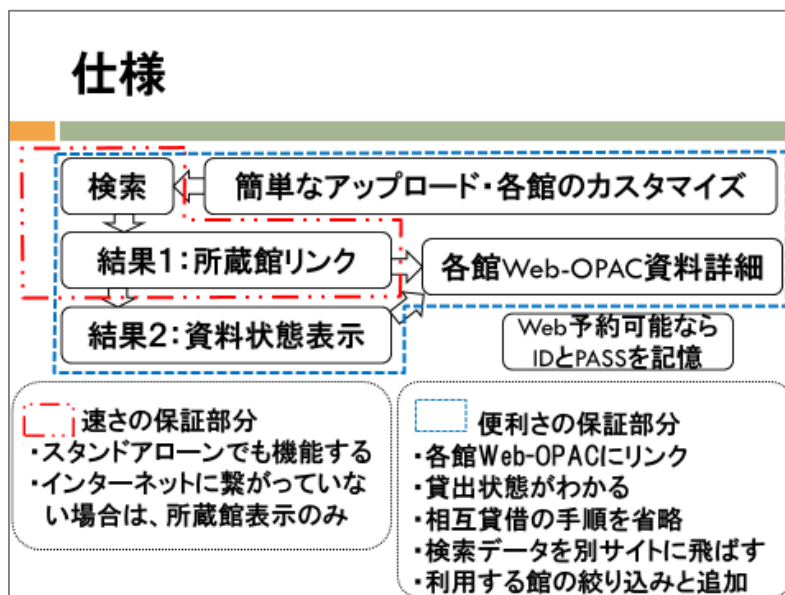 仕様
検索
簡単なアップロード・各館のカスタマイズ
結果1:所蔵館リンク
各館Web-OPAC資料詳細
結果2:資料状態表示
Web予約可能なら
IDとPASSを記憶
速さの保証部分
・スタンドアローンでも機能する
・インターネットに繋がっていな
い場合は、所蔵館表示のみ
便利さの保証部分
・各館Web-OPACにリンク
・貸出状態がわかる
・相互貸借の手順を省略
・検索データを別サイトに飛ばす
・利用する館の絞り込みと追加